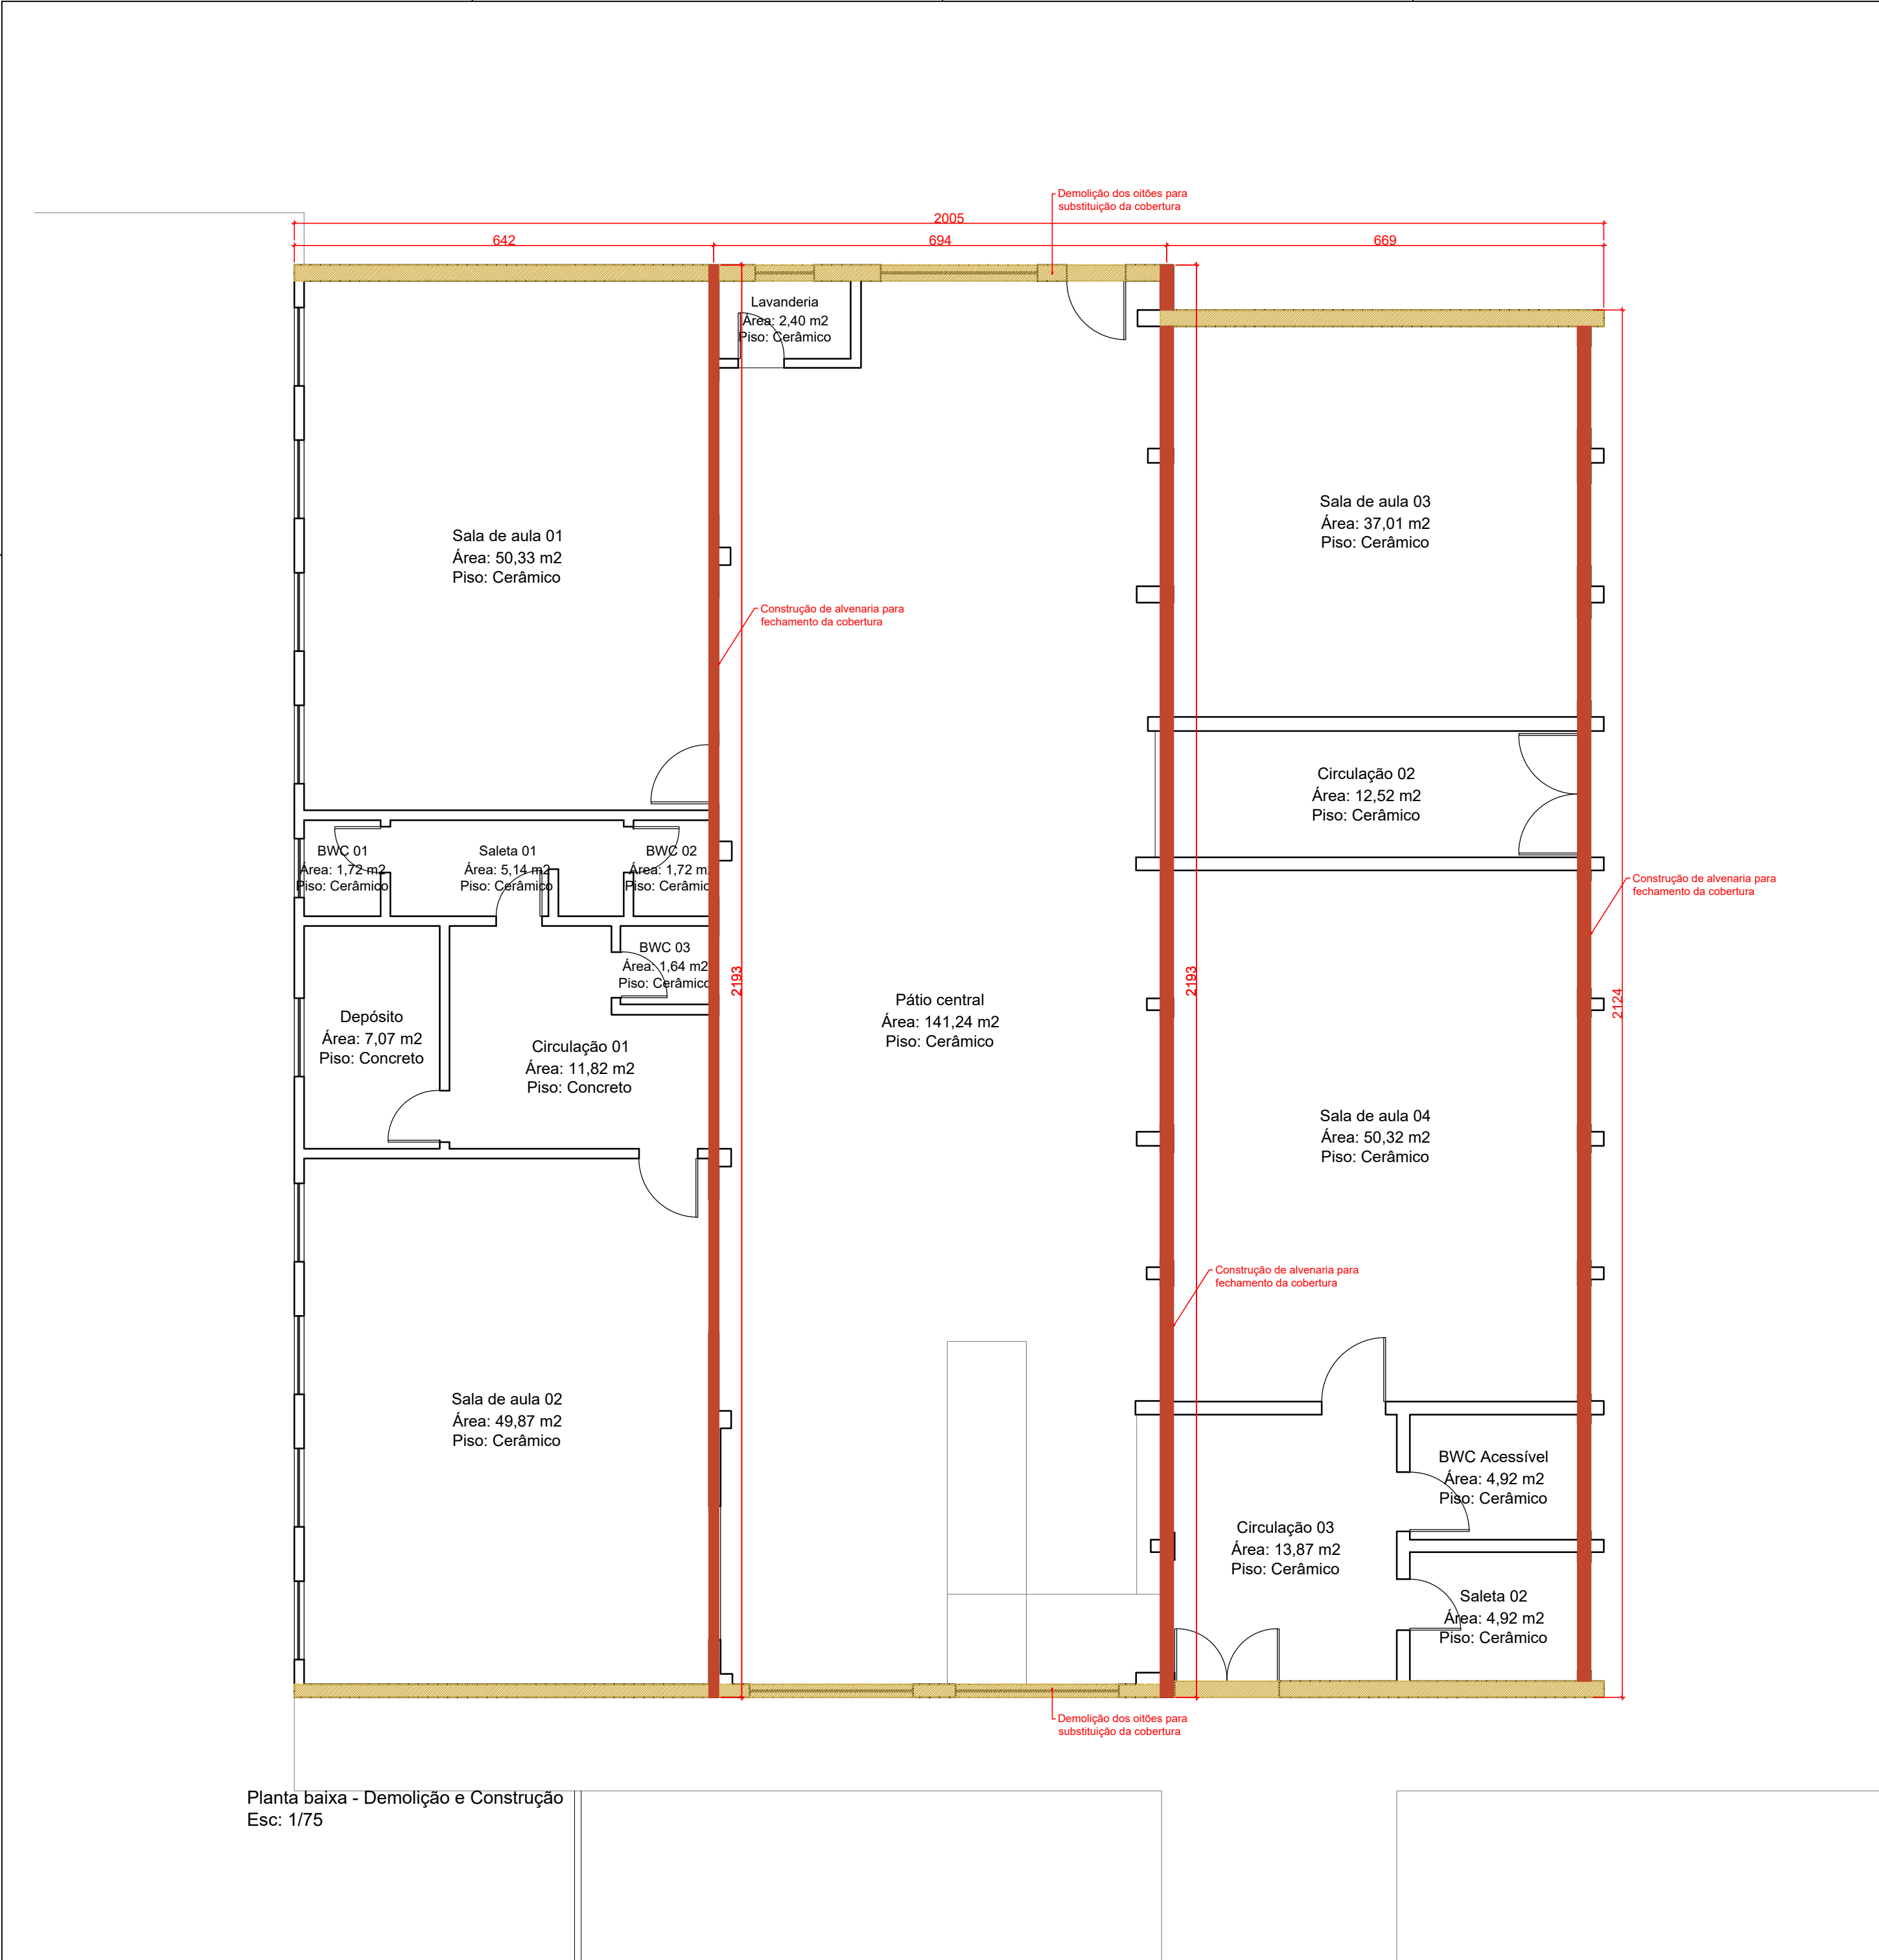 Demolição dos oitões para
substituição da cobertura
2005
642
694
669
Lavanderia
Área: 2,40 m2
Piso: Cerâmico
Sala de aula 01
Área: 50,33 m2
Piso: Cerâmico
Sala de aula 03
Área: 37,01 m2
Piso: Cerâmico
Construção de alvenaria para
fechamento da cobertura
Circulação 02
Área: 12,52 m2
Piso: Cerâmico
BWC 01
Área: 1,72 m2
Piso: Cerâmico
Saleta 01
Área: 5,14 m2
Piso: Cerâmico
BWC 02
Área: 1,72 m
Piso: Cerâmic
Construção de alvenaria para
fechamento da cobertura
BWC 03
Área: 1,64 m2
Piso: Cerâmico
2193
2193
2124
Depósito
Área: 7,07 m2
Piso: Concreto
Circulação 01
Área: 11,82 m2
Piso: Concreto
Pátio central
Área: 141,24 m2
Piso: Cerâmico
Sala de aula 04
Área: 50,32 m2
Piso: Cerâmico
Construção de alvenaria para
fechamento da cobertura
Sala de aula 02
Área: 49,87 m2
Piso: Cerâmico
BWC Acessível
Área: 4,92 m2
Piso: Cerâmico
Circulação 03
Área: 13,87 m2
Piso: Cerâmico
Saleta 02
Área: 4,92 m2
Piso: Cerâmico
Demolição dos oitões para
substituição da cobertura
Planta baixa - Demolição e Construção
Esc: 1/75